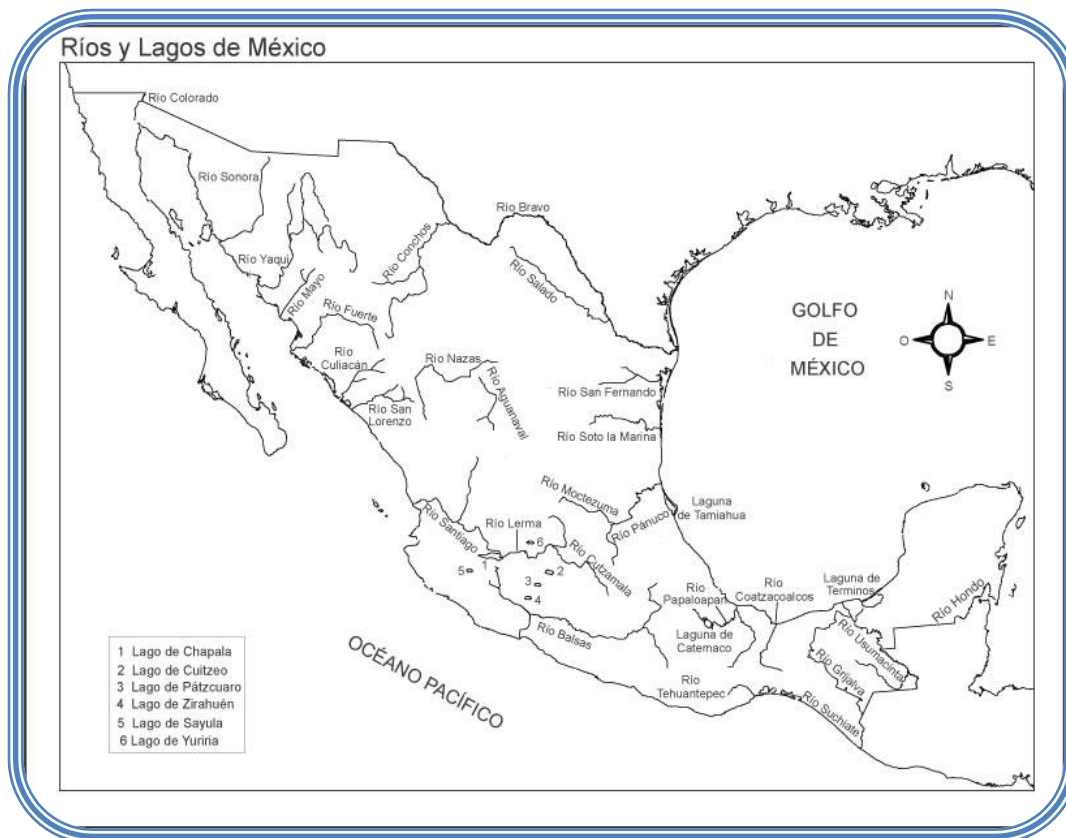 Ríos y Lagos de México
Río Colorado
Río Sonora
Río Bravo
Río Yaqui
Río Conchos
Río Salado
Río Mayo
Río Fuerte
GOLFO
DE
MÉXICO
N
O
E
S
Río
Culiacán
Río Nazas
Río Aguanaval
Río San Fernando
Río San
Lorenzo
Río Soto la Marina
Río Moctezuma
Río Pánuco
Laguna
de Tamiahua
Río Santiago
Río Lerma
6
Río Cutzamala
1
5
2
3
4
Río
Papaloapan
Río
Coatzacoalcos
Laguna de
Terminos
Río Hondo
Río Balsas
Laguna de
Catemaco
Río Usumacinta
Río Grijalva
Río
Tehuantepec
Río Suchiate
OCÉANO PACÍFICO
1 Lago de Chapala
2 Lago de Cuitzeo
3 Lago de Pátzcuaro
4 Lago de Zirahuén
5 Lago de Sayula
6 Lago de Yuriria